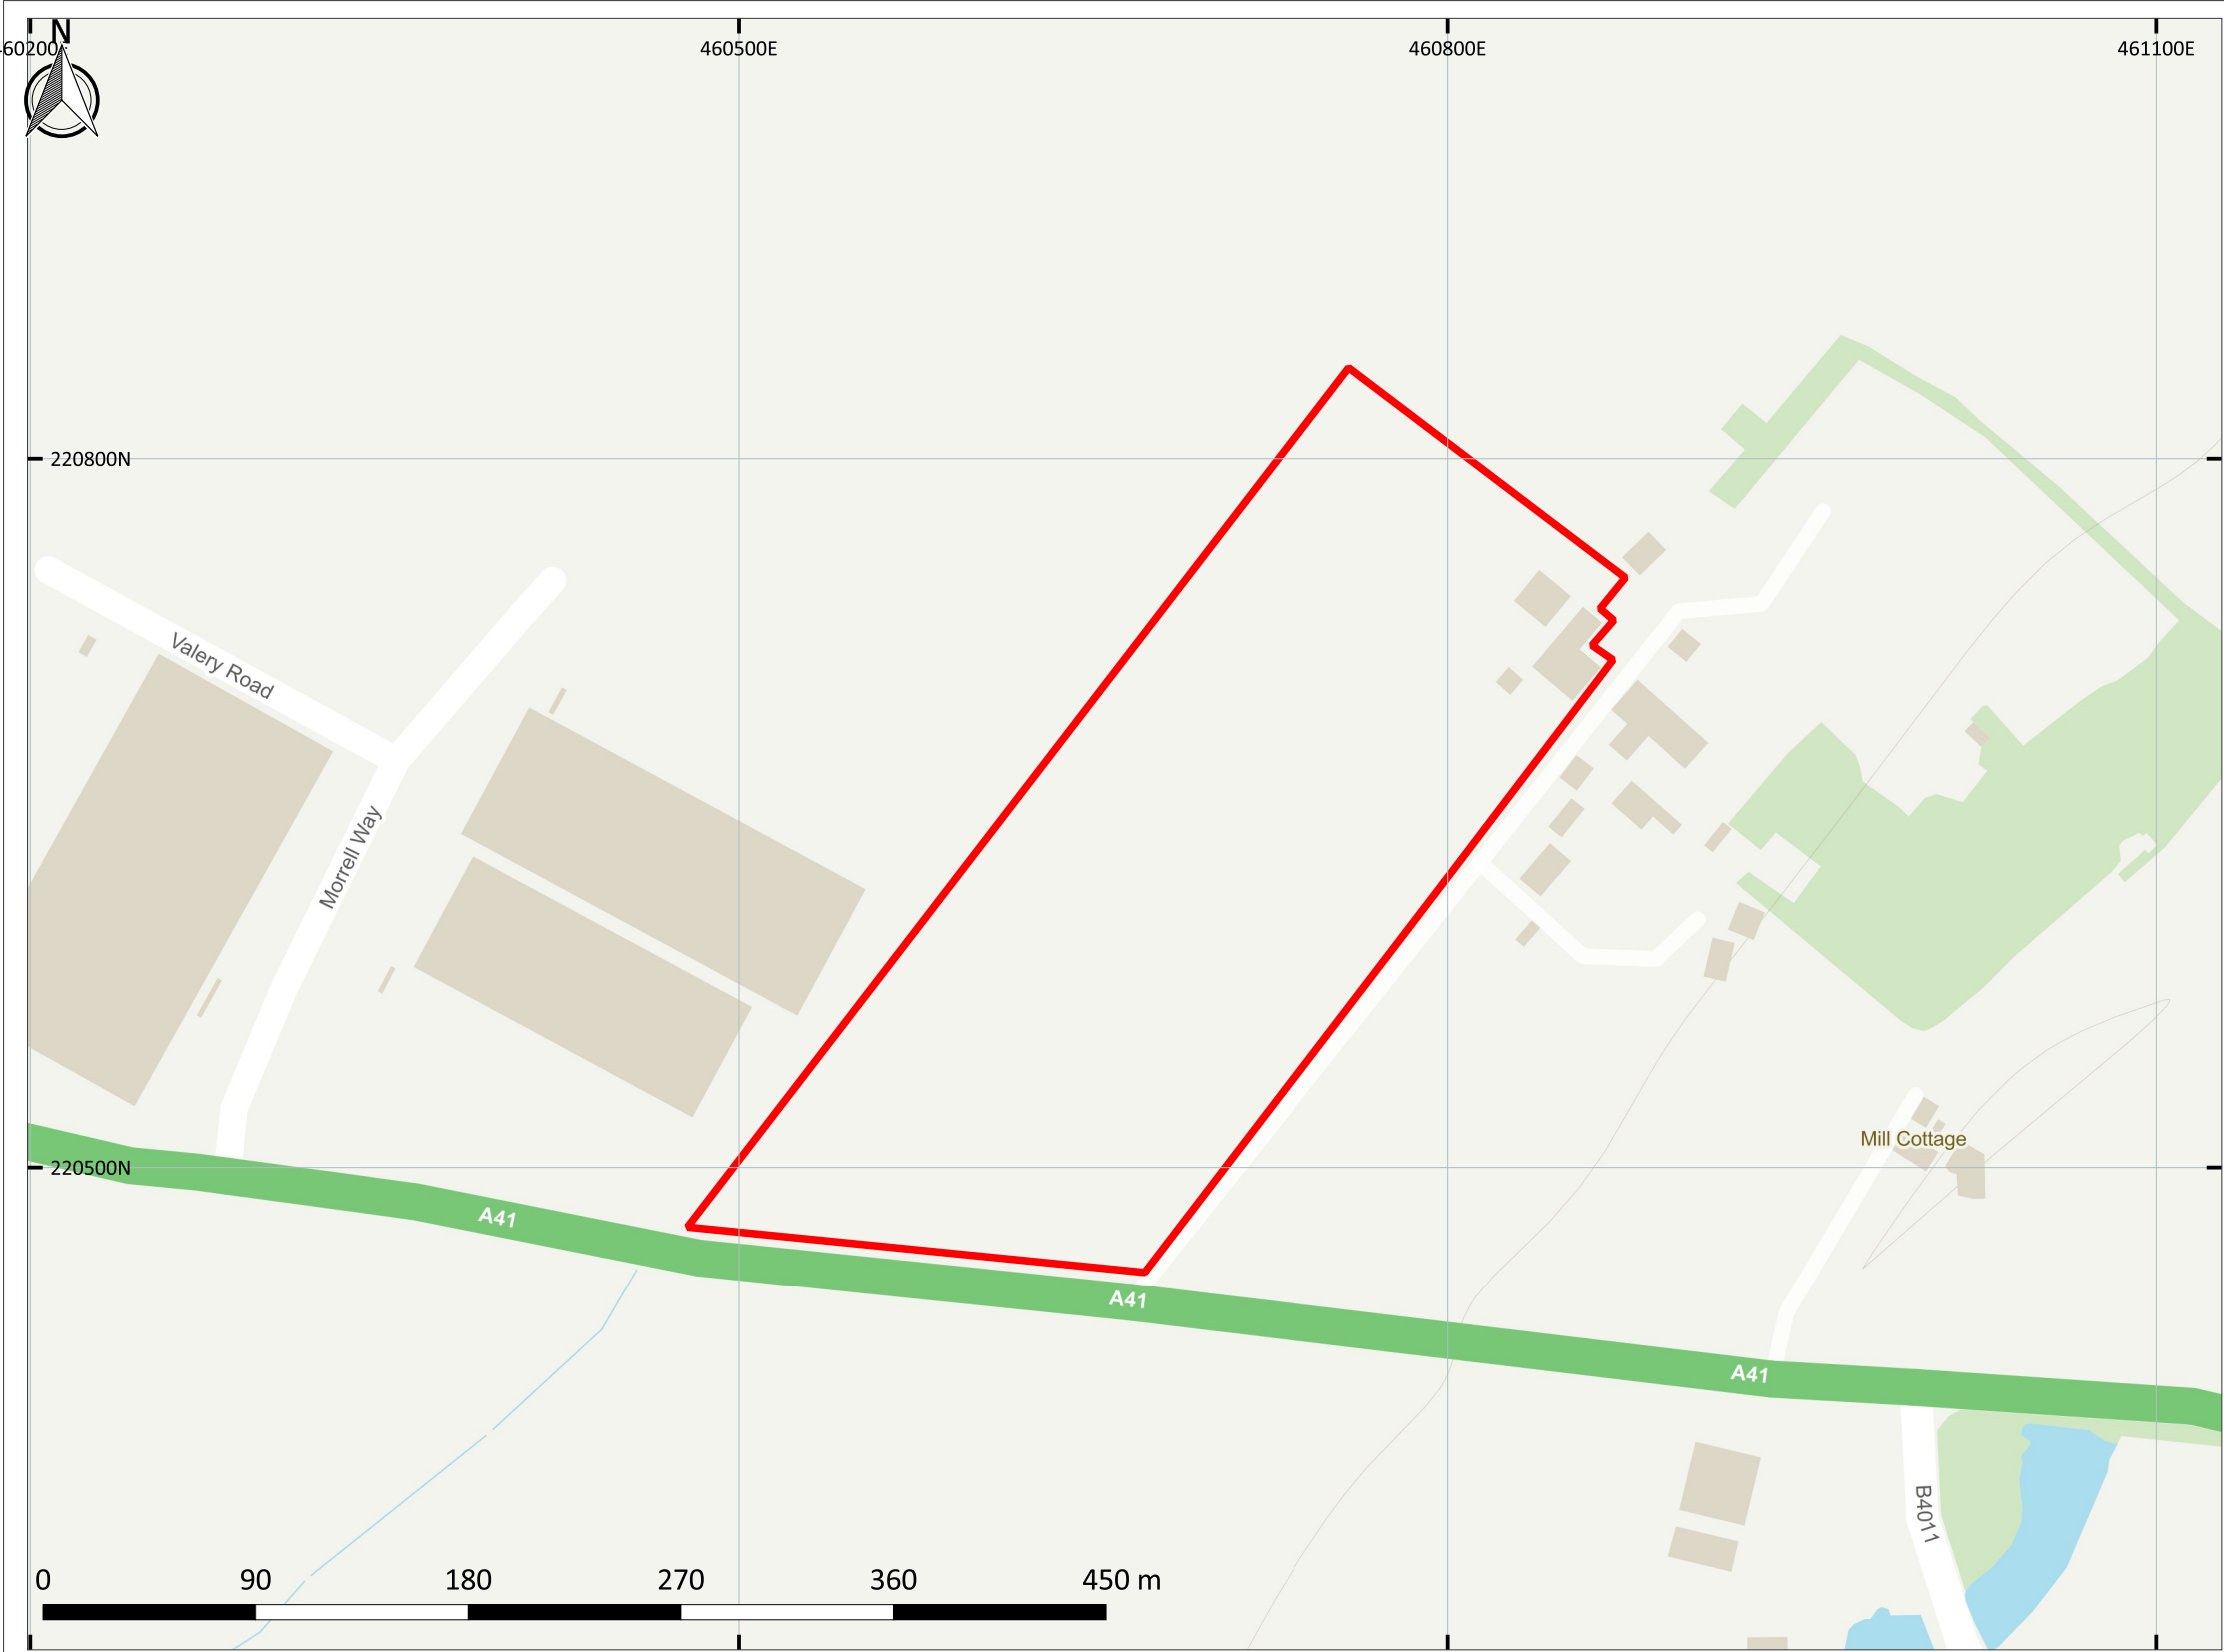 N
460500E
460800E
461100E
220800N
Valery Road
Morrell Way
Mill Cottage
220500N
A41
A41
A41
B4011
0 90 180 270 360 450 m